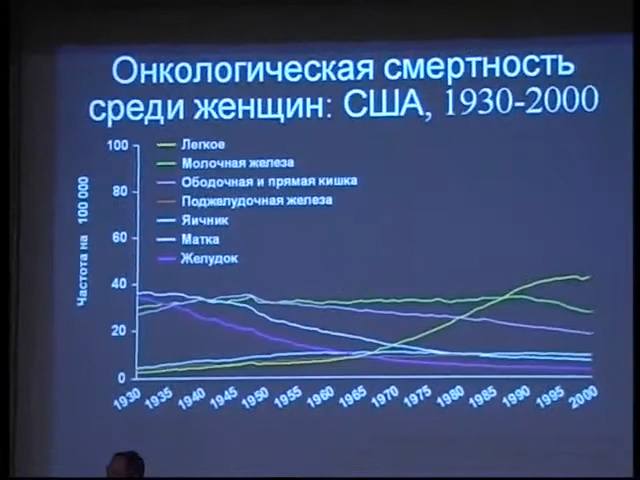 Онкологическая смертность
среди женщин: США, 1930-2000
Частота на 100 000
100
80
60
40
20
0
Легкое
Молочная железа
Ободочная и прямая кишка
Поджелудочная железа
Яичник
Матка
Желудок
1930 1935 1940 1945 1950 1955 1960 1965 1970 1975 1980 1985 1990 1995 2000